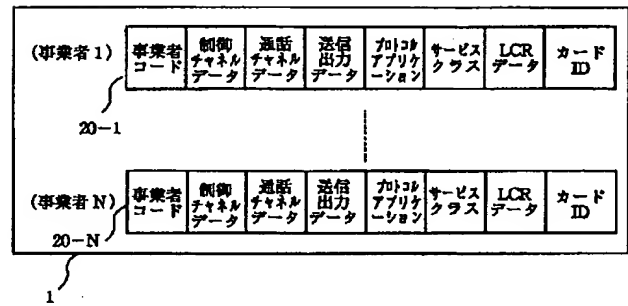 (事業者1)
事業者コード
制御チャネルデータ
通話チャネルデータ
送信出力データ
プロトコルアプリケーション
サービスクラス
LCRデータ
カードID
20-1
(事業者N)
事業者コード
制御チャネルデータ
通話チャネルデータ
送信出力データ
プロトコルアプリケーション
サービスクラス
LCRデータ
カードID
20-N
1